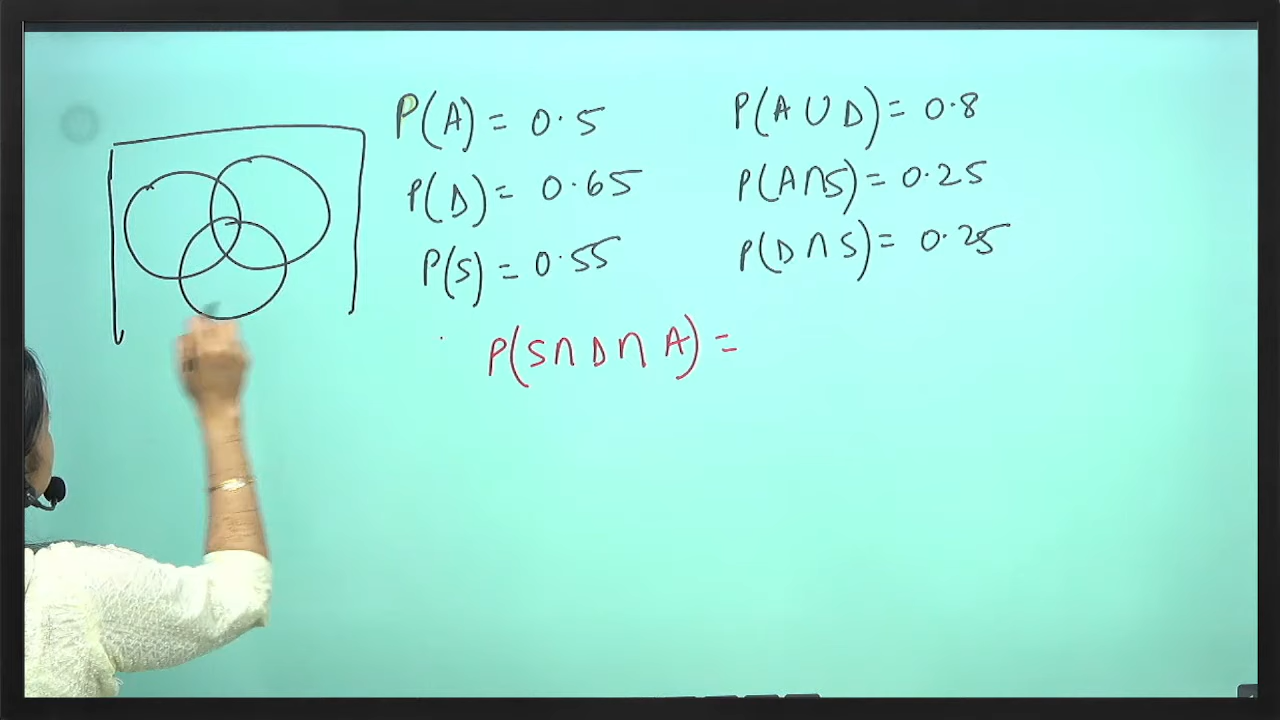 P(A) = 0.5
P(D) = 0.65
P(S) = 0.55
P(A ∪ D) = 0.8
P(A∩S) = 0.25
P(D ∩ S) = 0.25
P(S∩ D∩ A) =